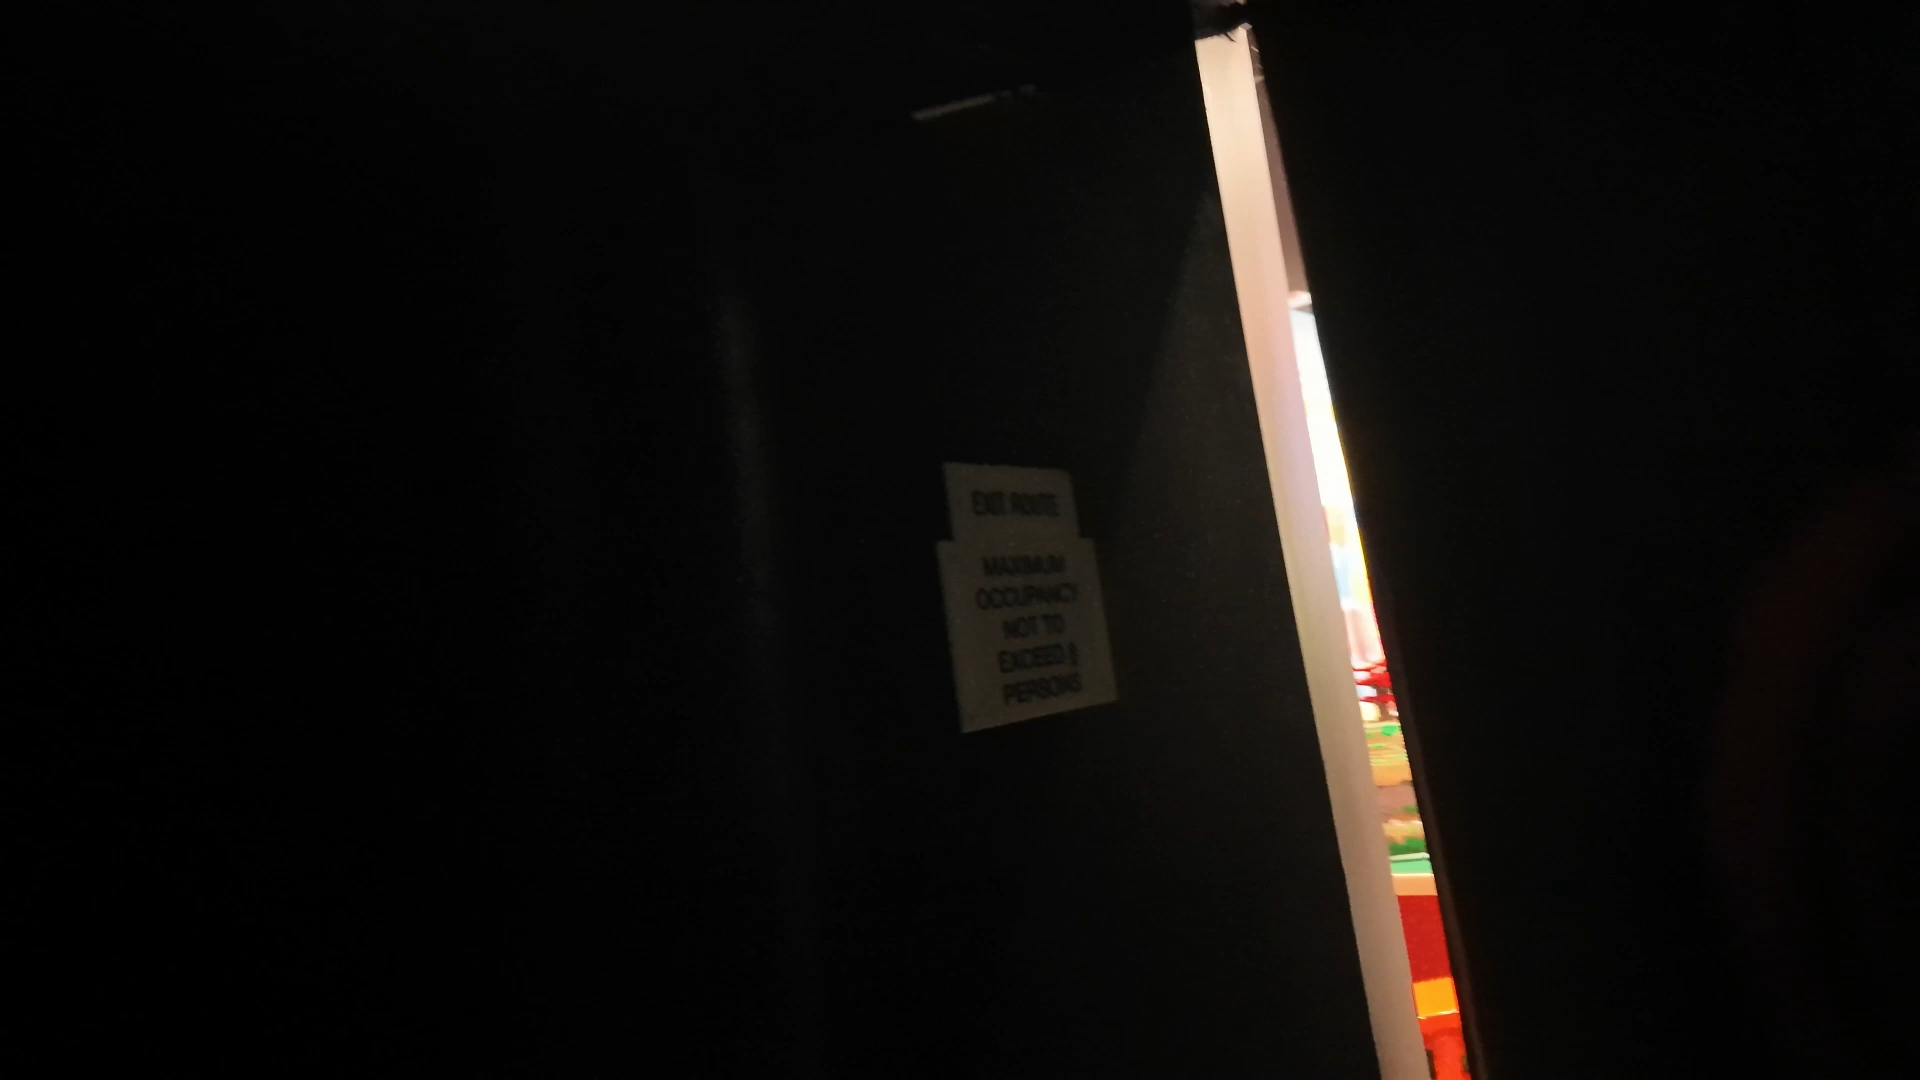 EXIT ROUTE
MAXIMUM
OCCUPANCY
NOT TO
EXCEED
PERSONS